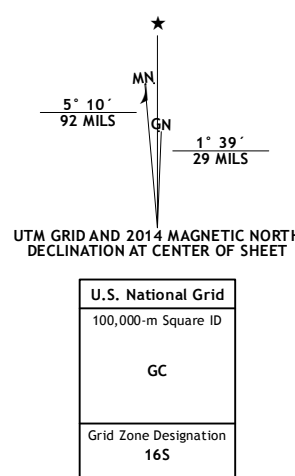 ★
MN
GN
5° 10´
92 MILS
1° 39´
29 MILS
UTM GRID AND 2014 MAGNETIC NORTH
DECLINATION AT CENTER OF SHEET
U.S. National Grid
100,000-m Square ID
GC
Grid Zone Designation
16S